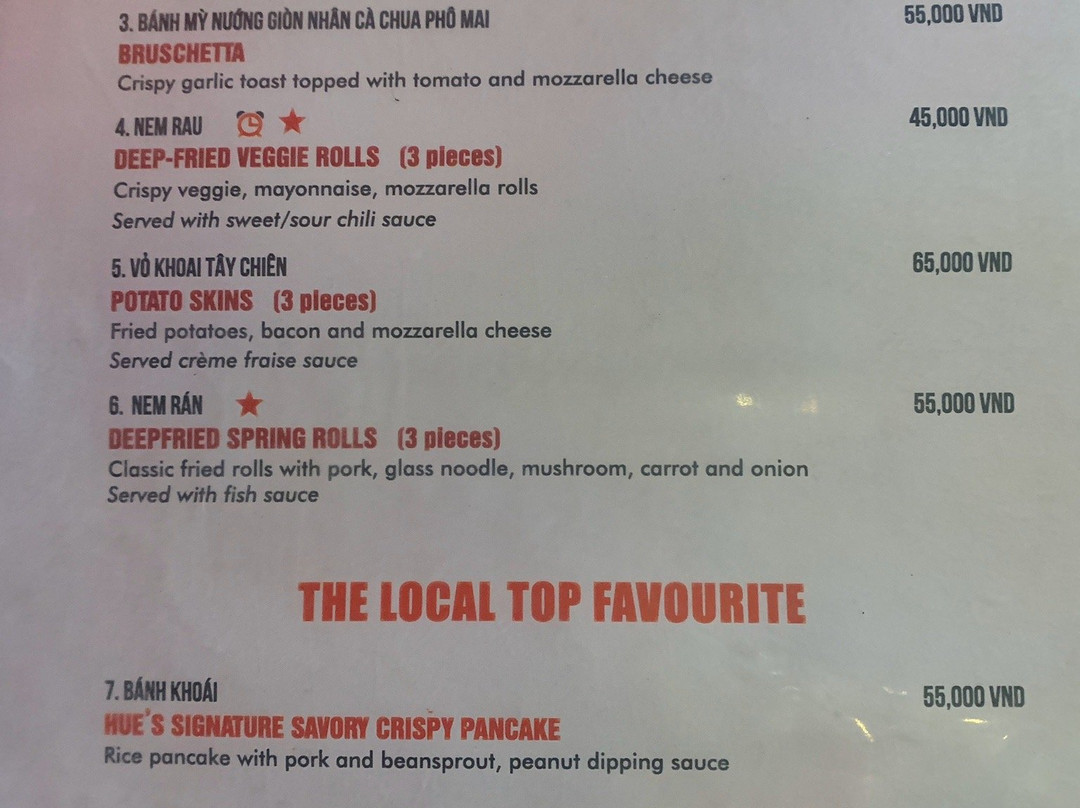 3. BÁNH MỲ NƯỚNG GIÒN NHÂN CÀ CHUA PHÔ MAI 55,000 VND
BRUSCHETTA
Crispy garlic toast topped with tomato and mozzarella cheese
4. NEM RAU 45,000 VND
DEEP-FRIED VEGGIE ROLLS (3 pieces)
Crispy veggie, mayonnaise, mozzarella rolls
Served with sweet/sour chili sauce
5. VỎ KHOAI TÂY CHIÊN 65,000 VND
POTATO SKINS (3 pieces)
Fried potatoes, bacon and mozzarella cheese
Served crème fraise sauce
6. NEM RÁN 55,000 VND
DEEPFRIED SPRING ROLLS (3 pieces)
Classic fried rolls with pork, glass noodle, mushroom, carrot and onion
Served with fish sauce
THE LOCAL TOP FAVOURITE
7. BÁNH KHOÁI 55,000 VND
HUE'S SIGNATURE SAVORY CRISPY PANCAKE
Rice pancake with pork and beansprout, peanut dipping sauce